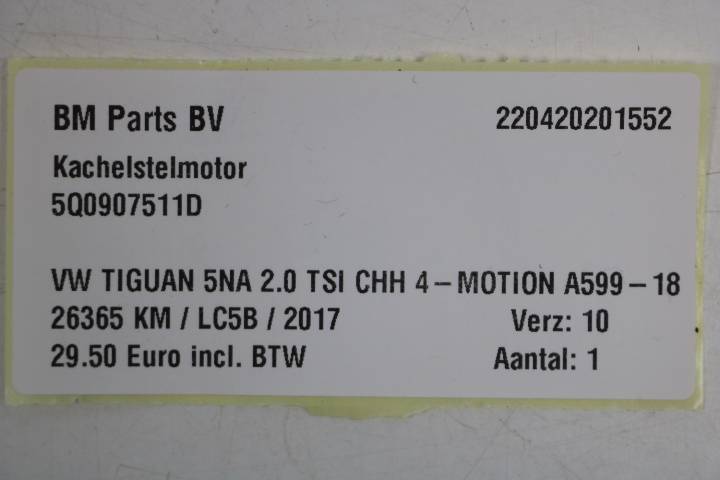 BM Parts BV 220420201552
Kachelstelmotor
5Q0907511D
VW TIGUAN 5NA 2.0 TSI CHH 4-MOTION A599-18
26365 KM / LC5B / 2017 Verz: 10
29.50 Euro incl. BTW Aantal: 1